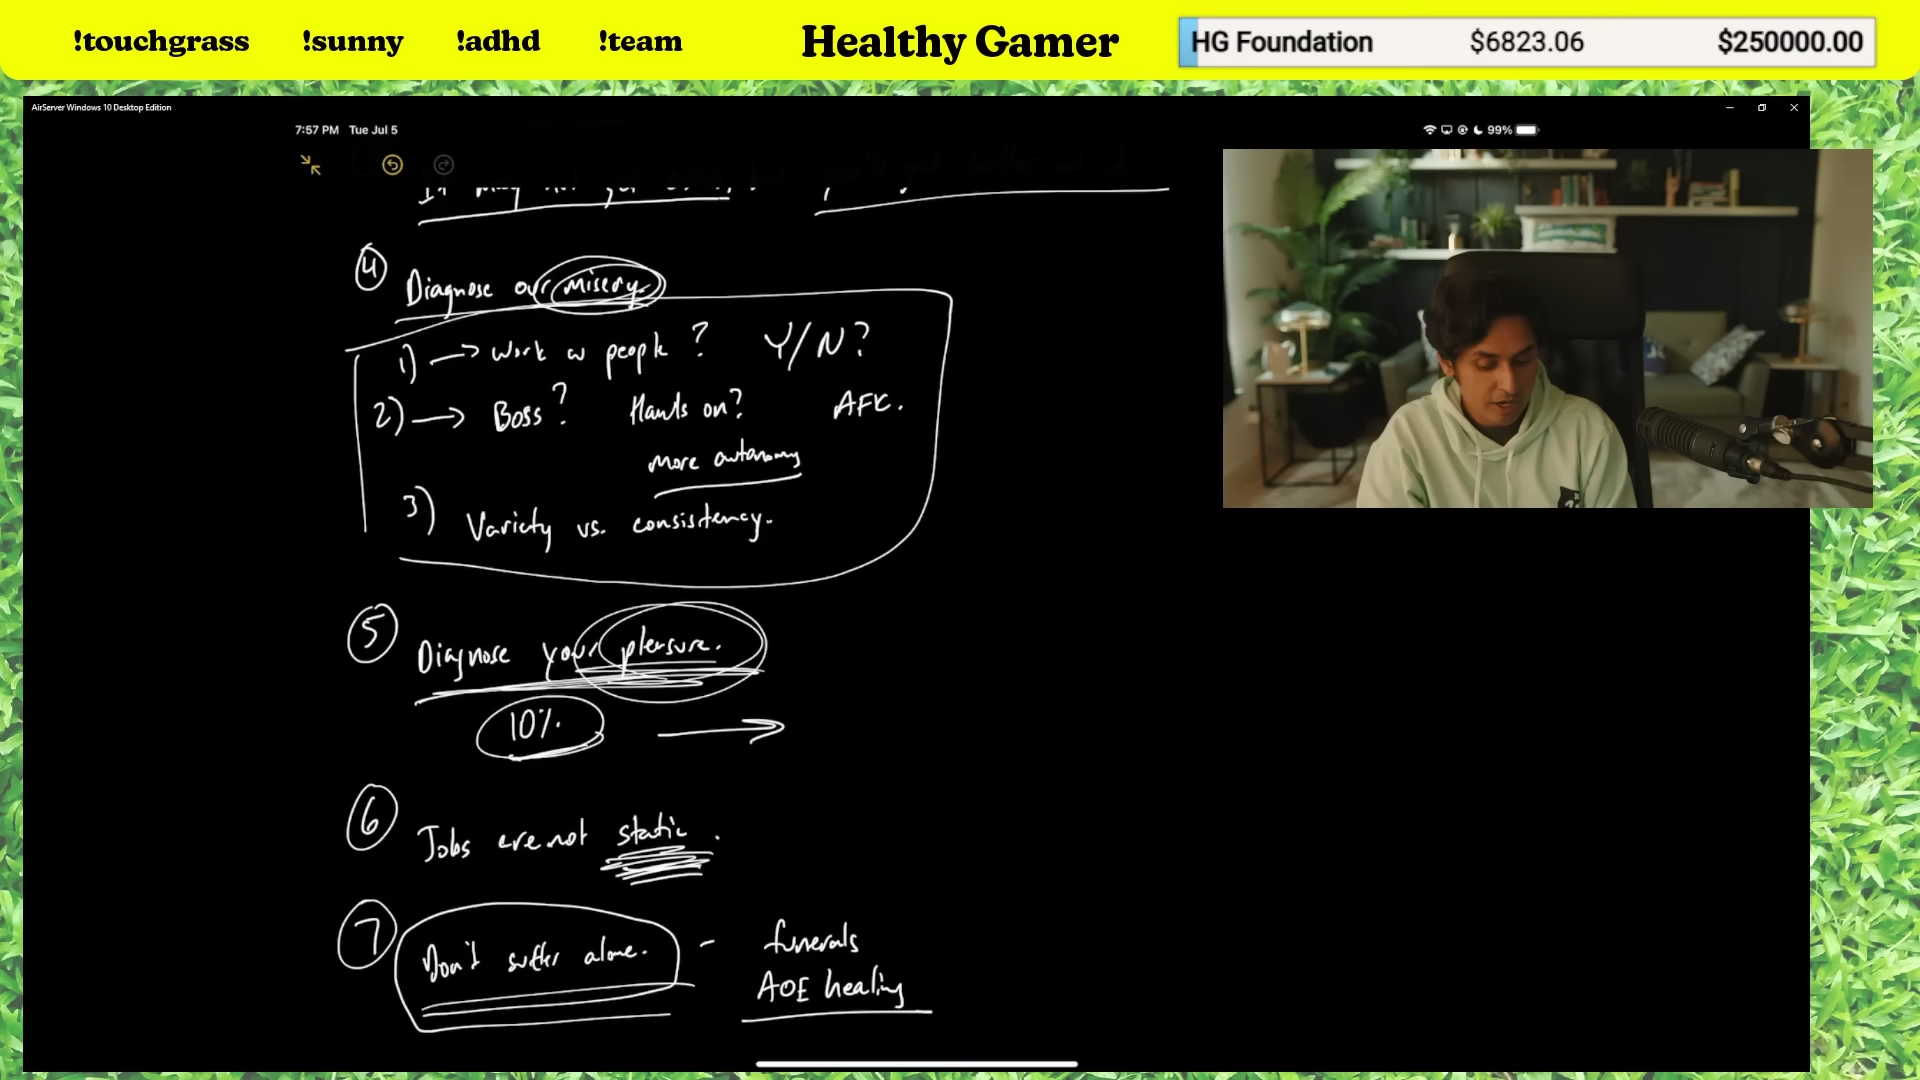 !touchgrass !sunny !adhd !team Healthy Gamer HG Foundation $6823.06 $250000.00
AirServer Windows 10 Desktop Edition
7:57 PM Tue Jul 5 99%
4 Diagnose our misery.
1) → Work w people? Y/N?
2) → Boss? Hands on? AFK.
more autonomy
3) Variety vs. consistency.
5 Diagnose your pleasure.
10% →
6 Jobs are not static.
7 Don't suffer alone. - funerals
AOE healing